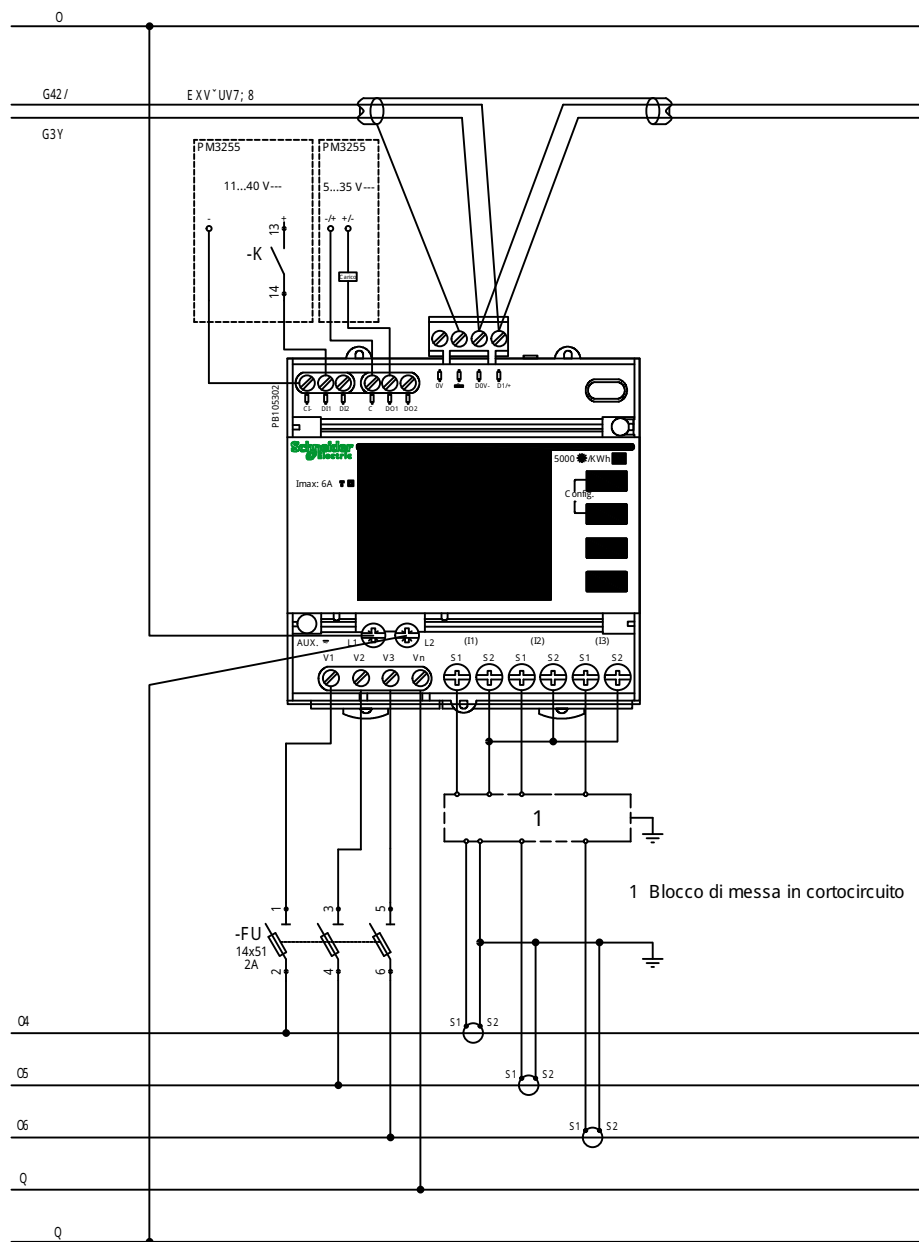 O
G42/ EXVˇUV7; 8
G3Y
PM3255 PM3255
11...40 V--- 5...35 V---
- + -/+ +/-
13
-K
14
Carico
PB105302
0V D0V- D1/+
CI- DI1 DI2 C DO1 DO2
Schneider
Electric
5000 /KWh
Imax: 6A
Config.
AUX. L1 L2 (I1) (I2) (I3)
V1 V2 V3 Vn S1 S2 S1 S2 S1 S2
1
1 Blocco di messa in cortocircuito
1 3 5
-FU
14x51
2A
2 4 6
O4 S1 S2
O5 S1 S2
O6 S1 S2
Q
Q